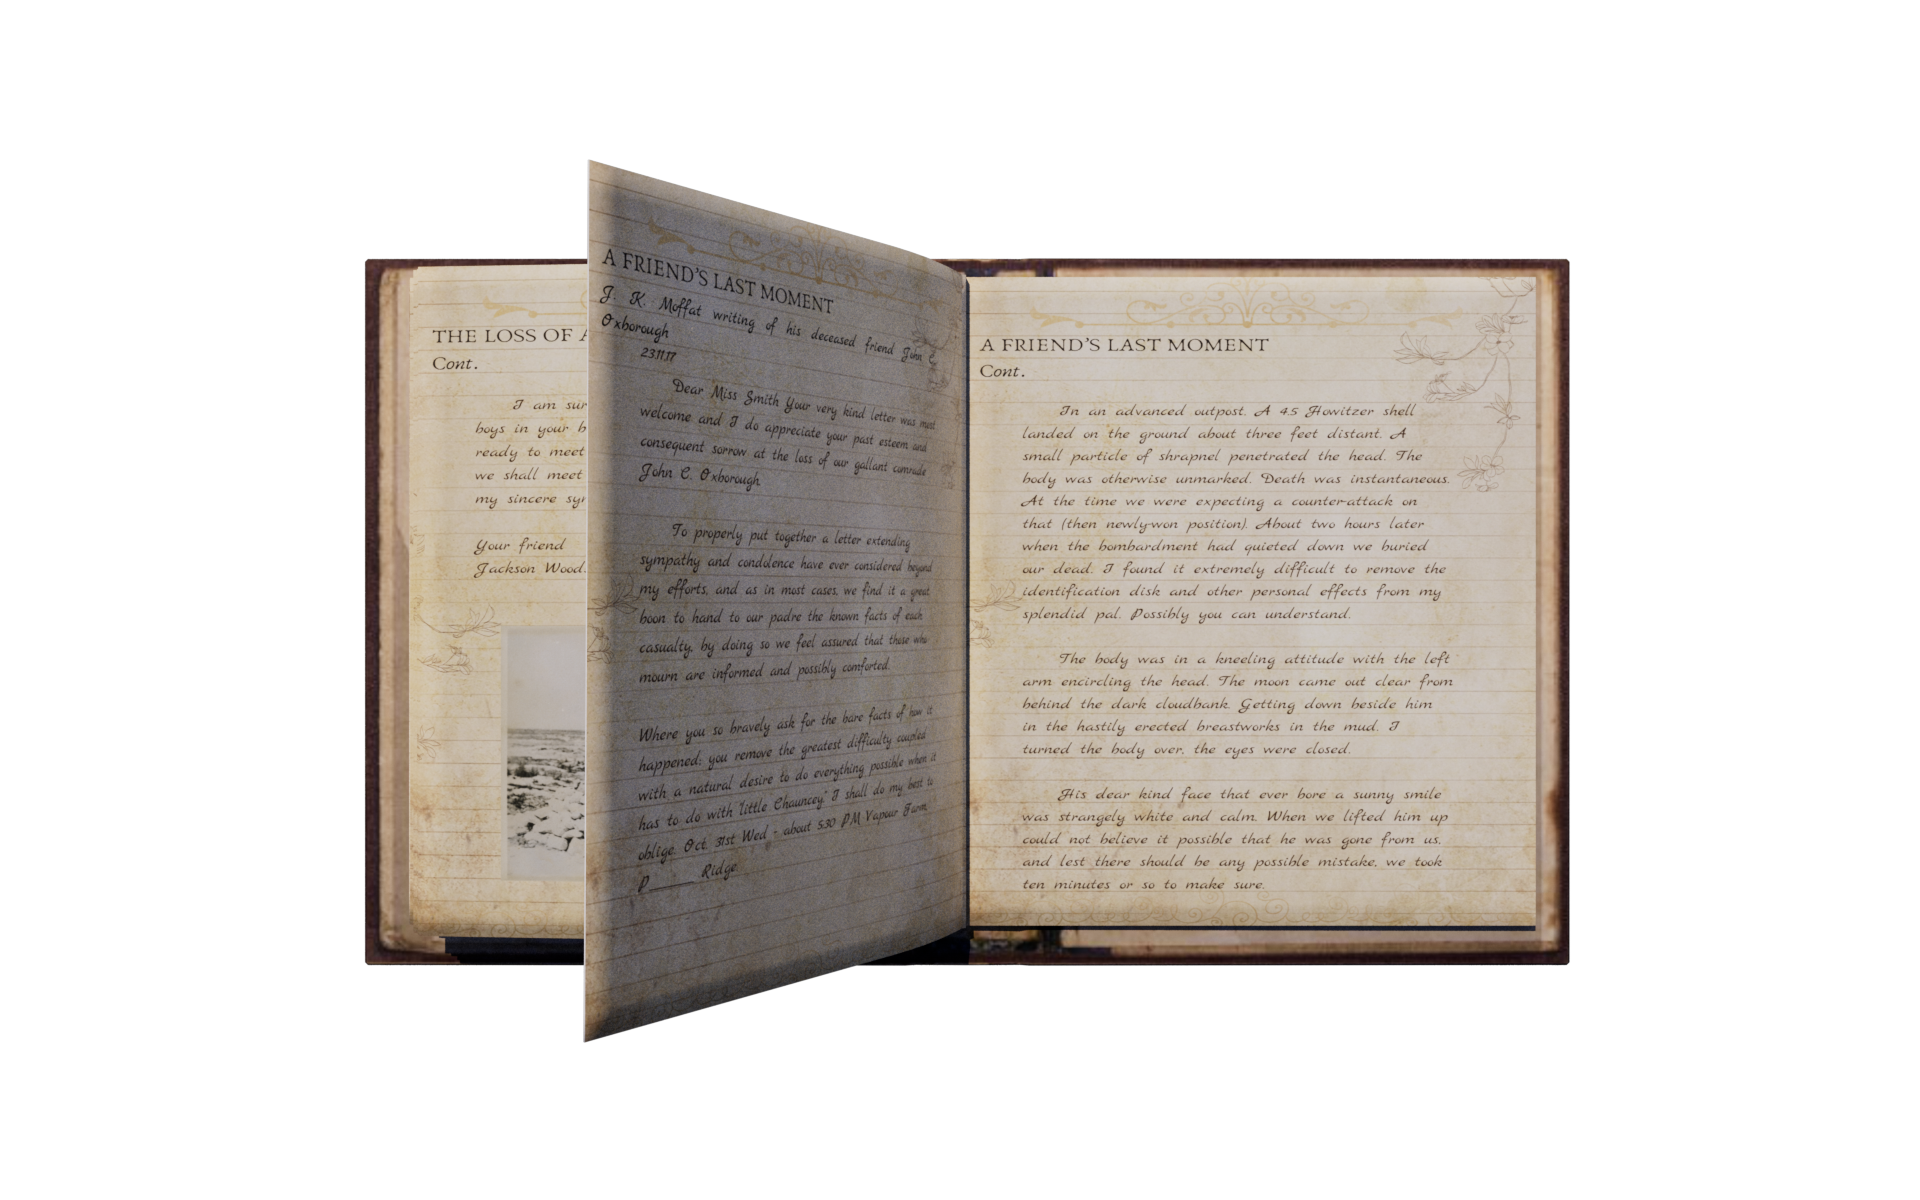 THE LOSS OF A
Cont.
I am sur
boys in your b
ready to meet
we shall meet
my sincere syr
Your friend
Jackson Wood.
A FRIEND'S LAST MOMENT
J. K. Moffat writing of his deceased friend John C.
Oxborough
23.11.17
Dear Miss Smith Your very kind letter was most
welcome and I do appreciate your past esteem and
consequent sorrow at the loss of our gallant comrade
John C. Oxborough
To properly put together a letter extending
sympathy and condolence have ever considered beyond
my efforts, and as in most cases, we find it a great
boon to hand to our padre the known facts of each
casualty, by doing so we feel assured that those who
mourn are informed and possibly comforted.
Where you so bravely ask for the bare facts of how it
happened; you remove the greatest difficulty coupled
with a natural desire to do everything possible when it
has to do with "little Chauncey." I shall do my best to
oblige. Oct. 31st Wed - about 5:30 PM Vapour Farm,
P______ Ridge.
A FRIEND'S LAST MOMENT
Cont.
In an advanced outpost. A 4.5 Howitzer shell
landed on the ground about three feet distant. A
small particle of shrapnel penetrated the head. The
body was otherwise unmarked. Death was instantaneous.
At the time we were expecting a counter-attack on
that (then newly-won position). About two hours later
when the bombardment had quieted down we buried
our dead. I found it extremely difficult to remove the
identification disk and other personal effects from my
splendid pal. Possibly you can understand.
The body was in a kneeling attitude with the left
arm encircling the head. The moon came out clear from
behind the dark cloudbank. Getting down beside him
in the hastily erected breastworks in the mud. I
turned the body over, the eyes were closed.
His dear kind face that ever bore a sunny smile
was strangely white and calm. When we lifted him up
could not believe it possible that he was gone from us,
and lest there should be any possible mistake, we took
ten minutes or so to make sure.